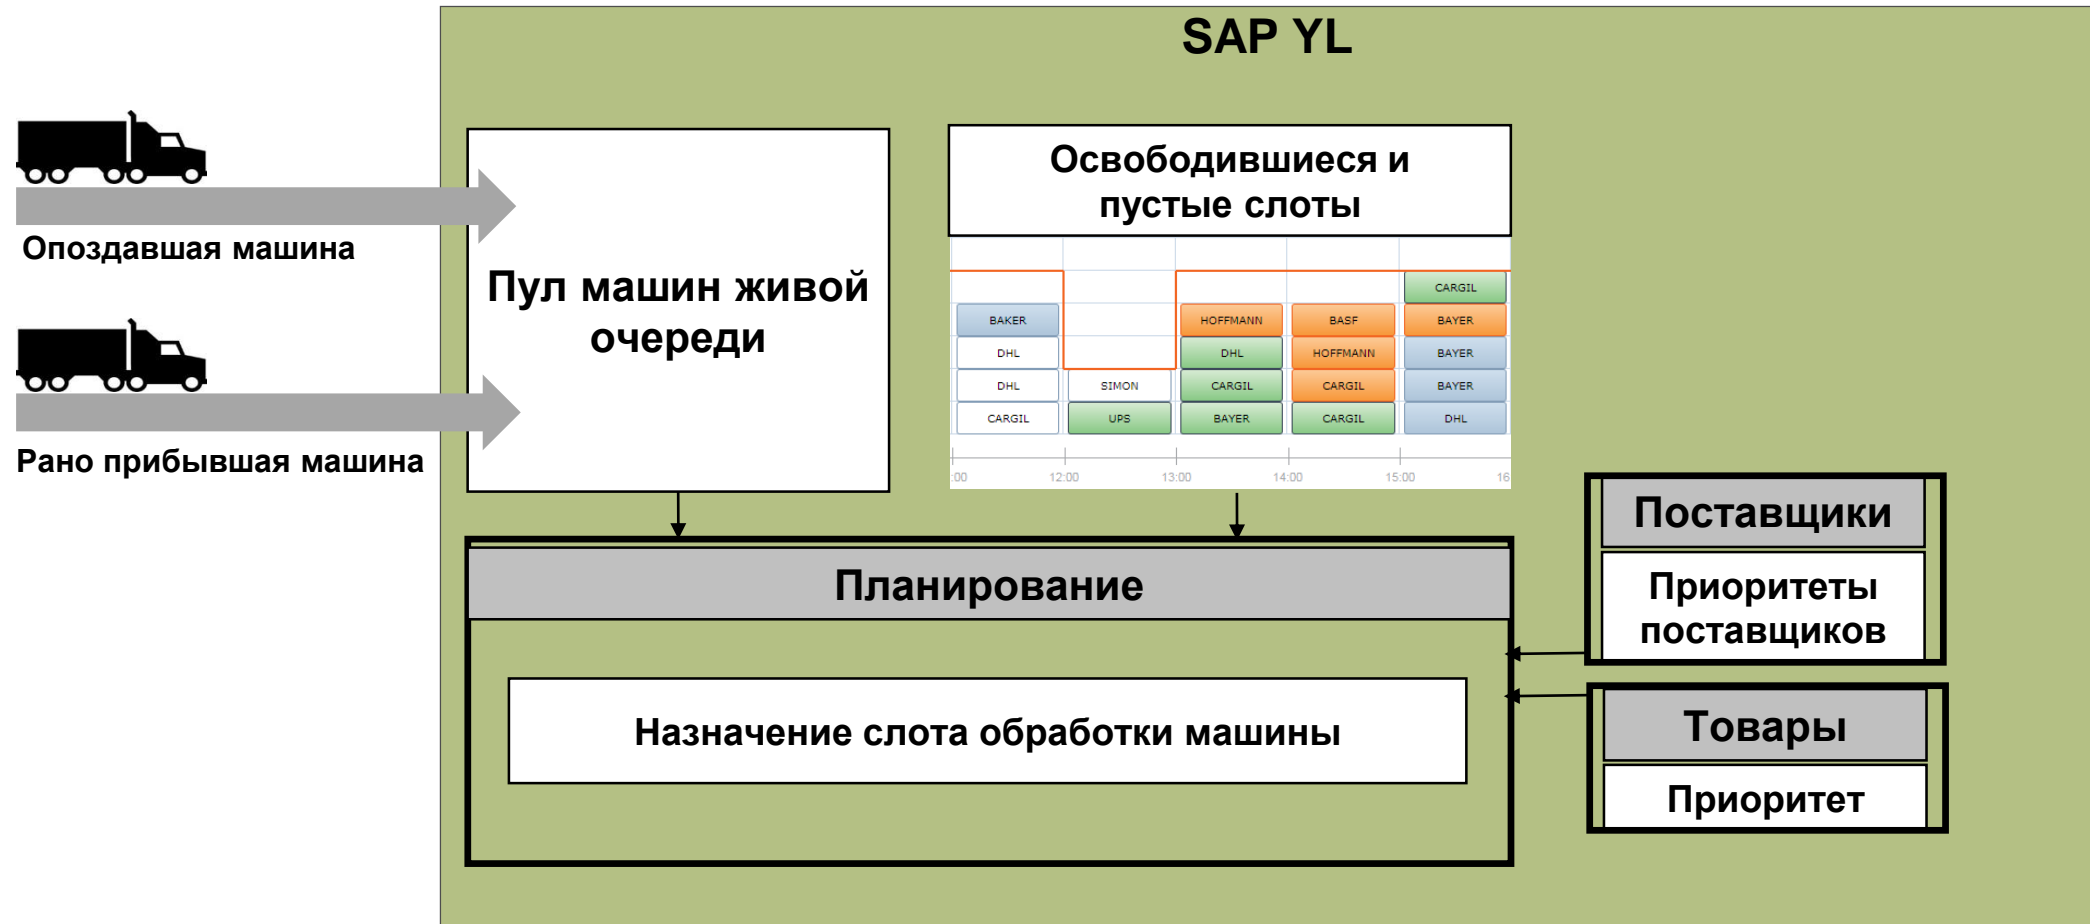 SAP YL
Опоздавшая машина
Рано прибывшая машина
Пул машин живой
очереди
Освободившиеся и
пустые слоты
CARGIL
BAKER HOFFMANN BASF BAYER
DHL DHL HOFFMANN BAYER
DHL SIMON CARGIL CARGIL BAYER
CARGIL UPS BAYER CARGIL DHL
:00 12:00 13:00 14:00 15:00 16
Планирование
Назначение слота обработки машины
Поставщики
Приоритеты
поставщиков
Товары
Приоритет